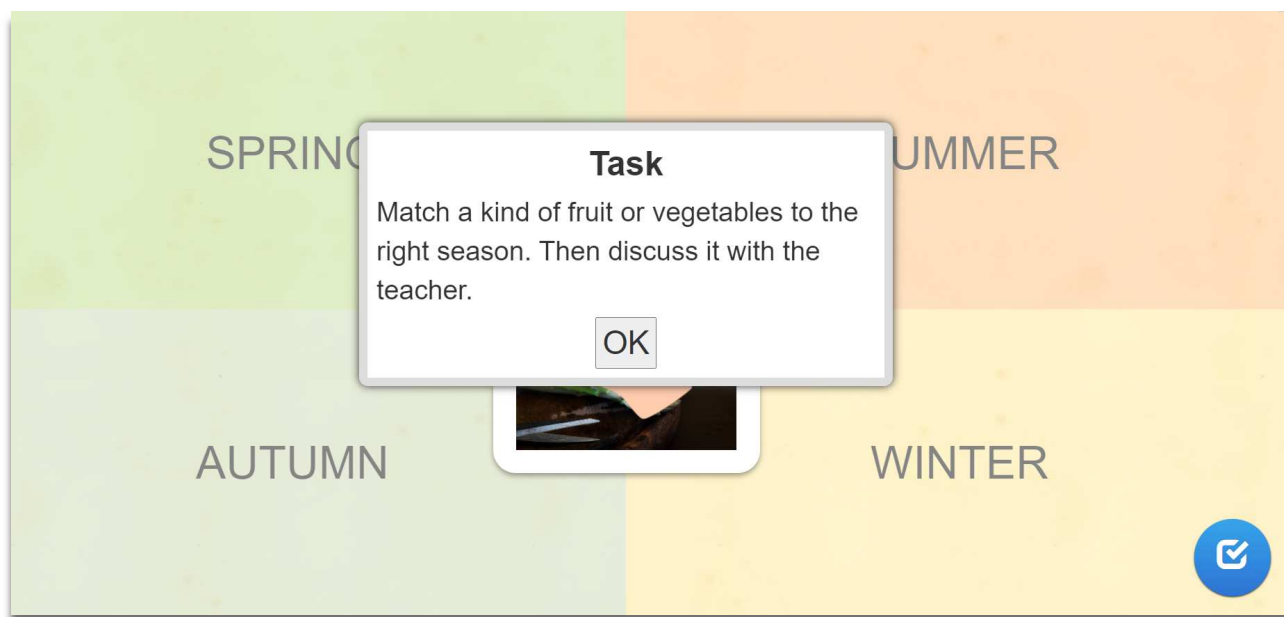 SPRING
UMMER
Task
Match a kind of fruit or vegetables to the
right season. Then discuss it with the
teacher.
OK
AUTUMN
WINTER